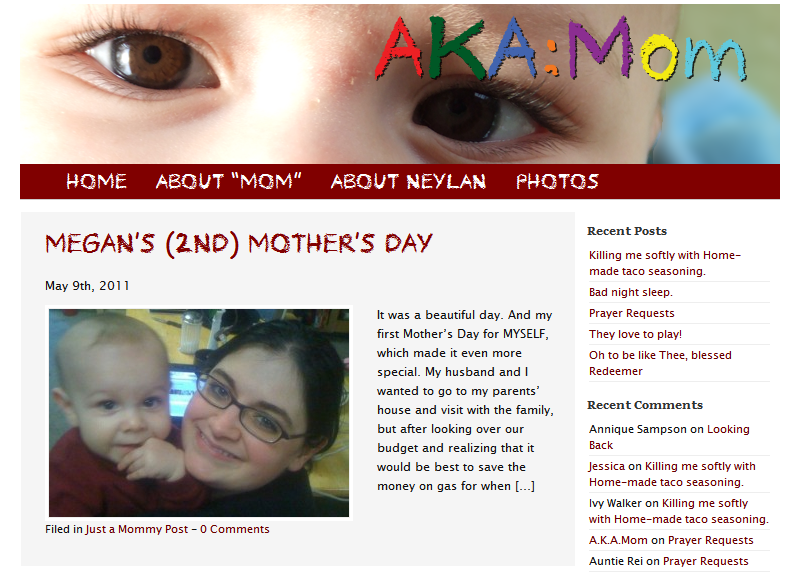 AKA:Mom
HOME ABOUT “MOM” ABOUT NEYLAN PHOTOS
MEGAN'S (2ND) MOTHER'S DAY
May 9th, 2011
It was a beautiful day. And my
first Mother’s Day for MYSELF,
which made it even more
special. My husband and I
wanted to go to my parents’
house and visit with the family,
but after looking over our
budget and realizing that it
would be best to save the
money on gas for when [...]
Filed in Just a Mommy Post - 0 Comments
Recent Posts
Killing me softly with Home-
made taco seasoning.
Bad night sleep.
Prayer Requests
They love to play!
Oh to be like Thee, blessed
Redeemer
Recent Comments
Annique Sampson on Looking
Back
Jessica on Killing me softly with
Home-made taco seasoning.
Ivy Walker on Killing me softly
with Home-made taco seasoning.
A.K.A.Mom on Prayer Requests
Auntie Rei on Prayer Requests